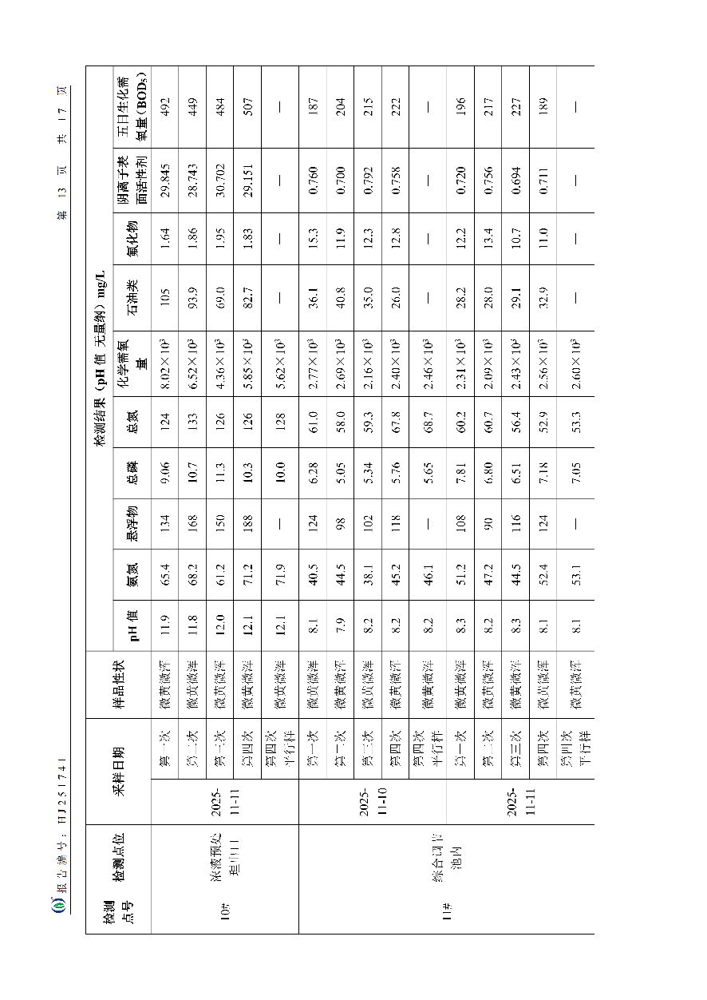 报告编号：HJ251741 第 13 页 共 17 页
检测点号 检测点位 采样日期 样品性状 检测结果（pH 值 无量纲）mg/L
pH 值 氨氮 悬浮物 总磷 总氮 化学需氧量 石油类 氟化物 阴离子表面活性剂 五日生化需氧量（BOD₅）
10# 浓液预处理出口 2025-11-11 第一次 微黄微浑 11.9 65.4 134 9.06 124 8.02×10³ 105 1.64 29.845 492
第二次 微黄微浑 11.8 68.2 168 10.7 133 6.52×10³ 93.9 1.86 28.743 449
第三次 微黄微浑 12.0 61.2 150 11.3 126 4.36×10³ 69.0 1.95 30.702 484
第四次 微黄微浑 12.1 71.2 188 10.3 126 5.85×10³ 82.7 1.83 29.151 507
第四次平行样 微黄微浑 12.1 71.9 — 10.0 128 5.62×10³ — — — —
11# 综合调节池内 2025-11-10 第一次 微黄微浑 8.1 40.5 124 6.28 61.0 2.77×10³ 36.1 15.3 0.760 187
第二次 微黄微浑 7.9 44.5 98 5.05 58.0 2.69×10³ 40.8 11.9 0.700 204
第三次 微黄微浑 8.2 38.1 102 5.34 59.3 2.16×10³ 35.0 12.3 0.792 215
第四次 微黄微浑 8.2 45.2 118 5.76 67.8 2.40×10³ 26.0 12.8 0.758 222
第四次平行样 微黄微浑 8.2 46.1 — 5.65 68.7 2.46×10³ — — — —
2025-11-11 第一次 微黄微浑 8.3 51.2 108 7.81 60.2 2.31×10³ 28.2 12.2 0.720 196
第二次 微黄微浑 8.2 47.2 90 6.80 60.7 2.09×10³ 28.0 13.4 0.756 217
第三次 微黄微浑 8.3 44.5 116 6.51 56.4 2.43×10³ 29.1 10.7 0.694 227
第四次 微黄微浑 8.1 52.4 124 7.18 52.9 2.56×10³ 32.9 11.0 0.711 189
第四次平行样 微黄微浑 8.1 53.1 — 7.05 53.3 2.60×10³ — — — —